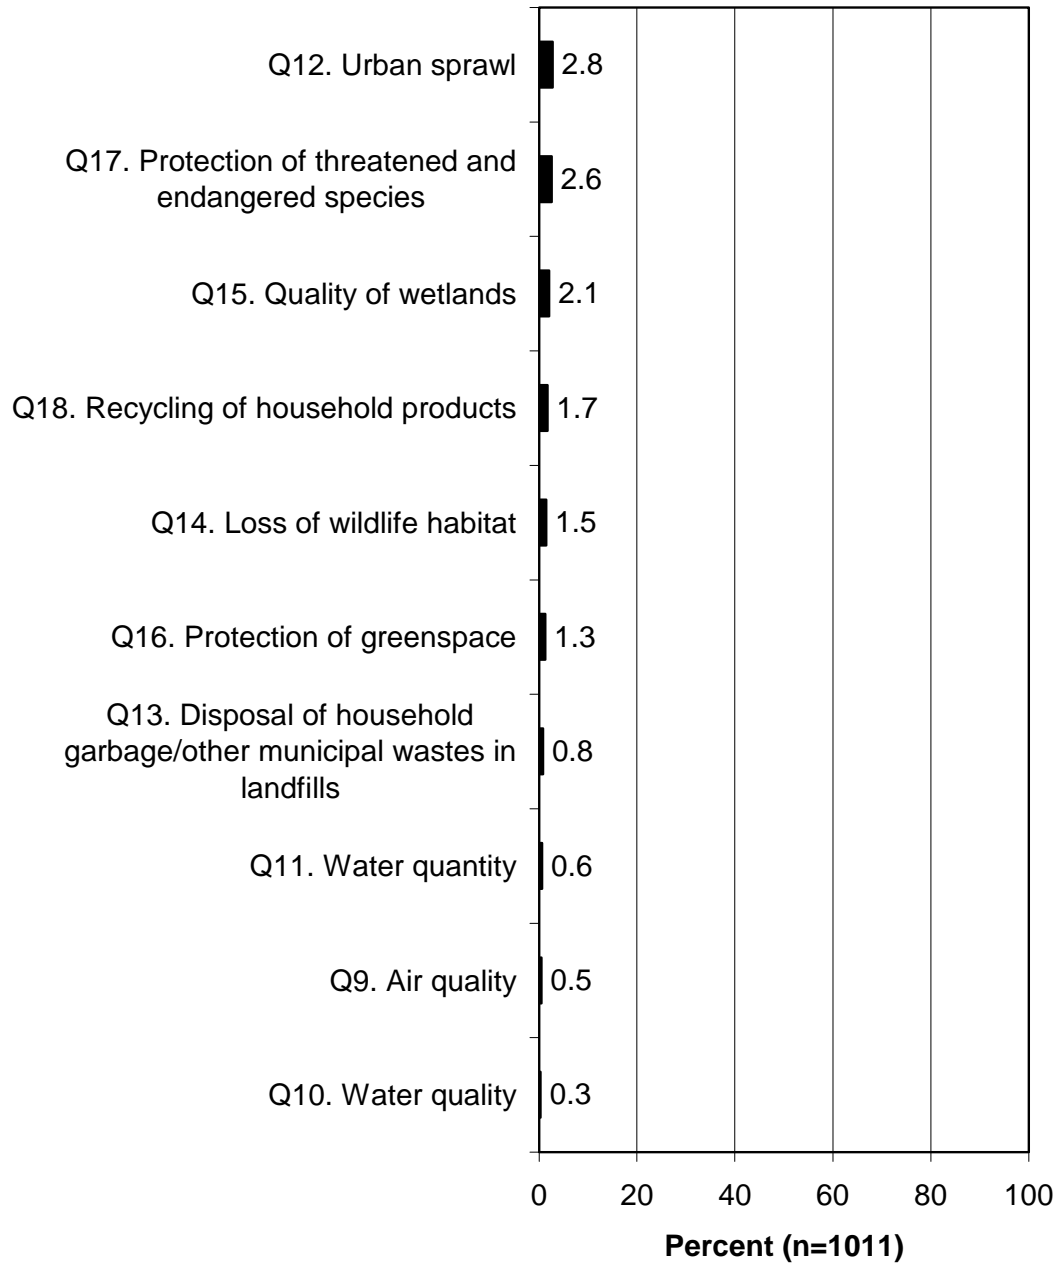 Q12. Urban sprawl 2.8
Q17. Protection of threatened and
endangered species 2.6
Q15. Quality of wetlands 2.1
Q18. Recycling of household products 1.7
Q14. Loss of wildlife habitat 1.5
Q16. Protection of greenspace 1.3
Q13. Disposal of household
garbage/other municipal wastes in 0.8
landfills
Q11. Water quantity 0.6
Q9. Air quality 0.5
Q10. Water quality 0.3
0 20 40 60 80 100
Percent (n=1011)